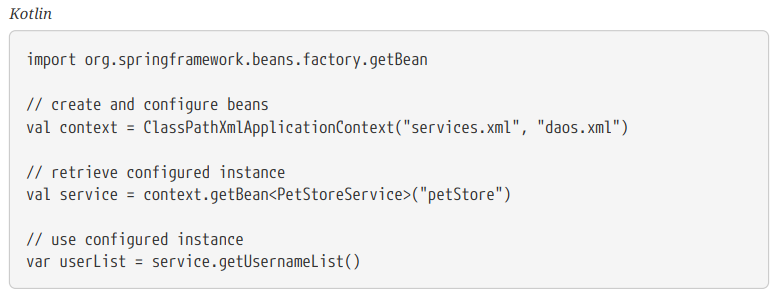 Kotlin
import org.springframework.beans.factory.getBean
// create and configure beans
val context = ClassPathXmlApplicationContext("services.xml", "daos.xml")
// retrieve configured instance
val service = context.getBean<PetStoreService>("petStore")
// use configured instance
var userList = service.getUsernameList()